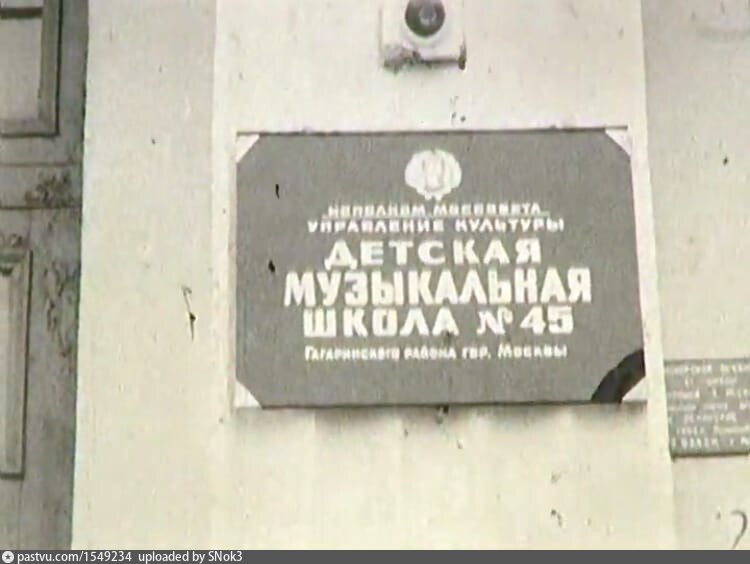 ИСПОЛКОМ МОССОВЕТА
УПРАВЛЕНИЕ КУЛЬТУРЫ
ДЕТСКАЯ
МУЗЫКАЛЬНАЯ
ШКОЛА № 45
ГАГАРИНСКОГО РАЙОНА ГОР. МОСКВЫ
pastvu.com/1549234 uploaded by SNok3